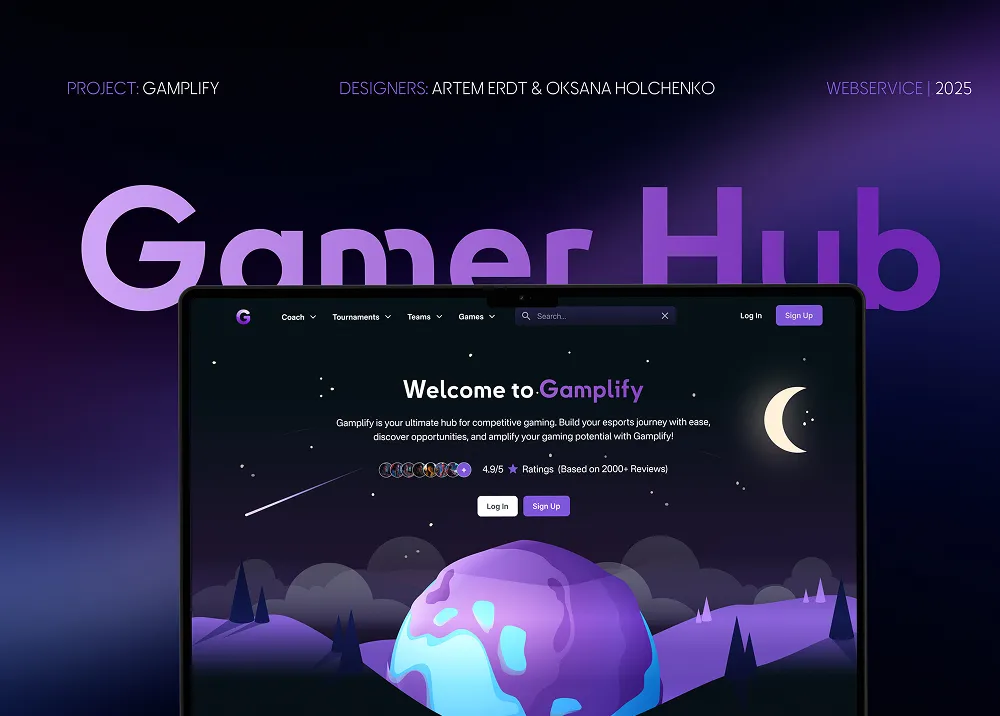 PROJECT: GAMPLIFY
DESIGNERS: ARTEM ERDT & OKSANA HOLCHENKO
WEBSERVICE | 2025
Gamer Hub
G
Coach
Tournaments
Teams
Games
Search...
Log In
Sign Up
Welcome to Gamplify
Gamplify is your ultimate hub for competitive gaming. Build your esports journey with ease,
discover opportunities, and amplify your gaming potential with Gamplify!
4.9/5 ★ Ratings (Based on 2000+ Reviews)
Log In
Sign Up